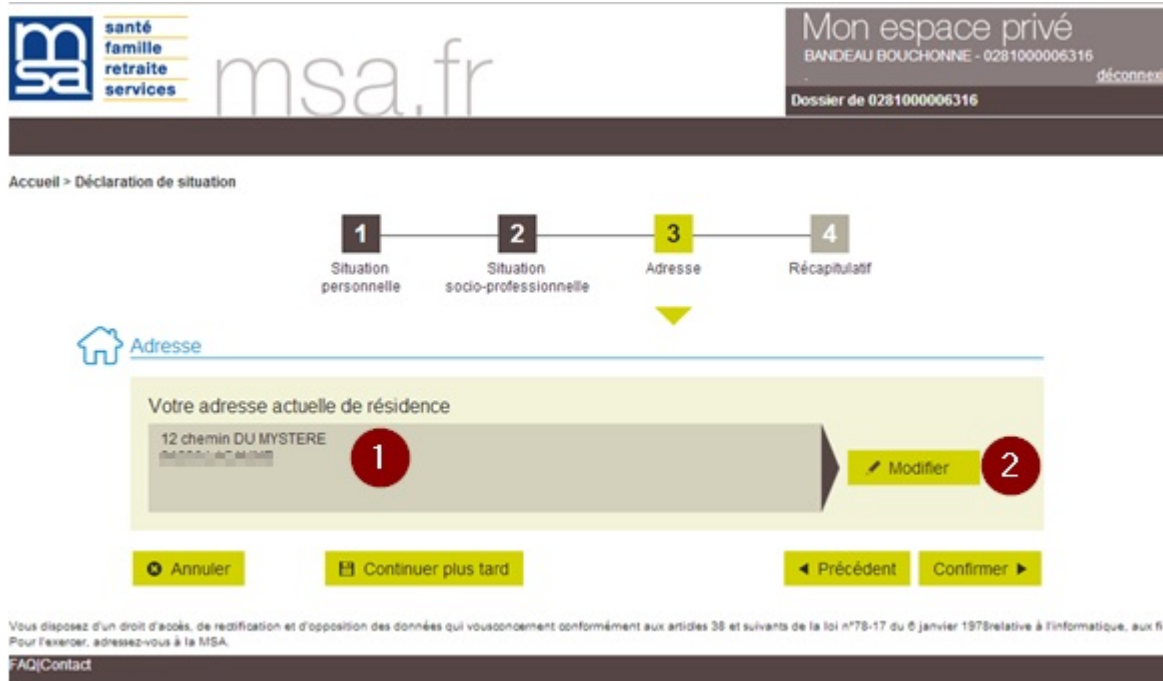 msa
santé
famille
retraite
services
msa.fr
Mon espace privé
BANDEAU BOUCHONNE - 0281000006316
.
déconnexi
Dossier de 0281000006316
Accueil > Déclaration de situation
1
2
3
4
Situation
personnelle
Situation
socio-professionnelle
Adresse
Récapitulatif
Adresse
Votre adresse actuelle de résidence
12 chemin DU MYSTERE
1
Modifier
2
Annuler
Continuer plus tard
Précédent
Confirmer
Vous disposez d'un droit d'accès, de rectification et d'opposition des données qui vousconcernent conformément aux articles 38 et suivants de la loi n°78-17 du 6 janvier 1978relative à l'informatique, aux fi
Pour l'exercer, adressez-vous à la MSA.
FAQ|Contact